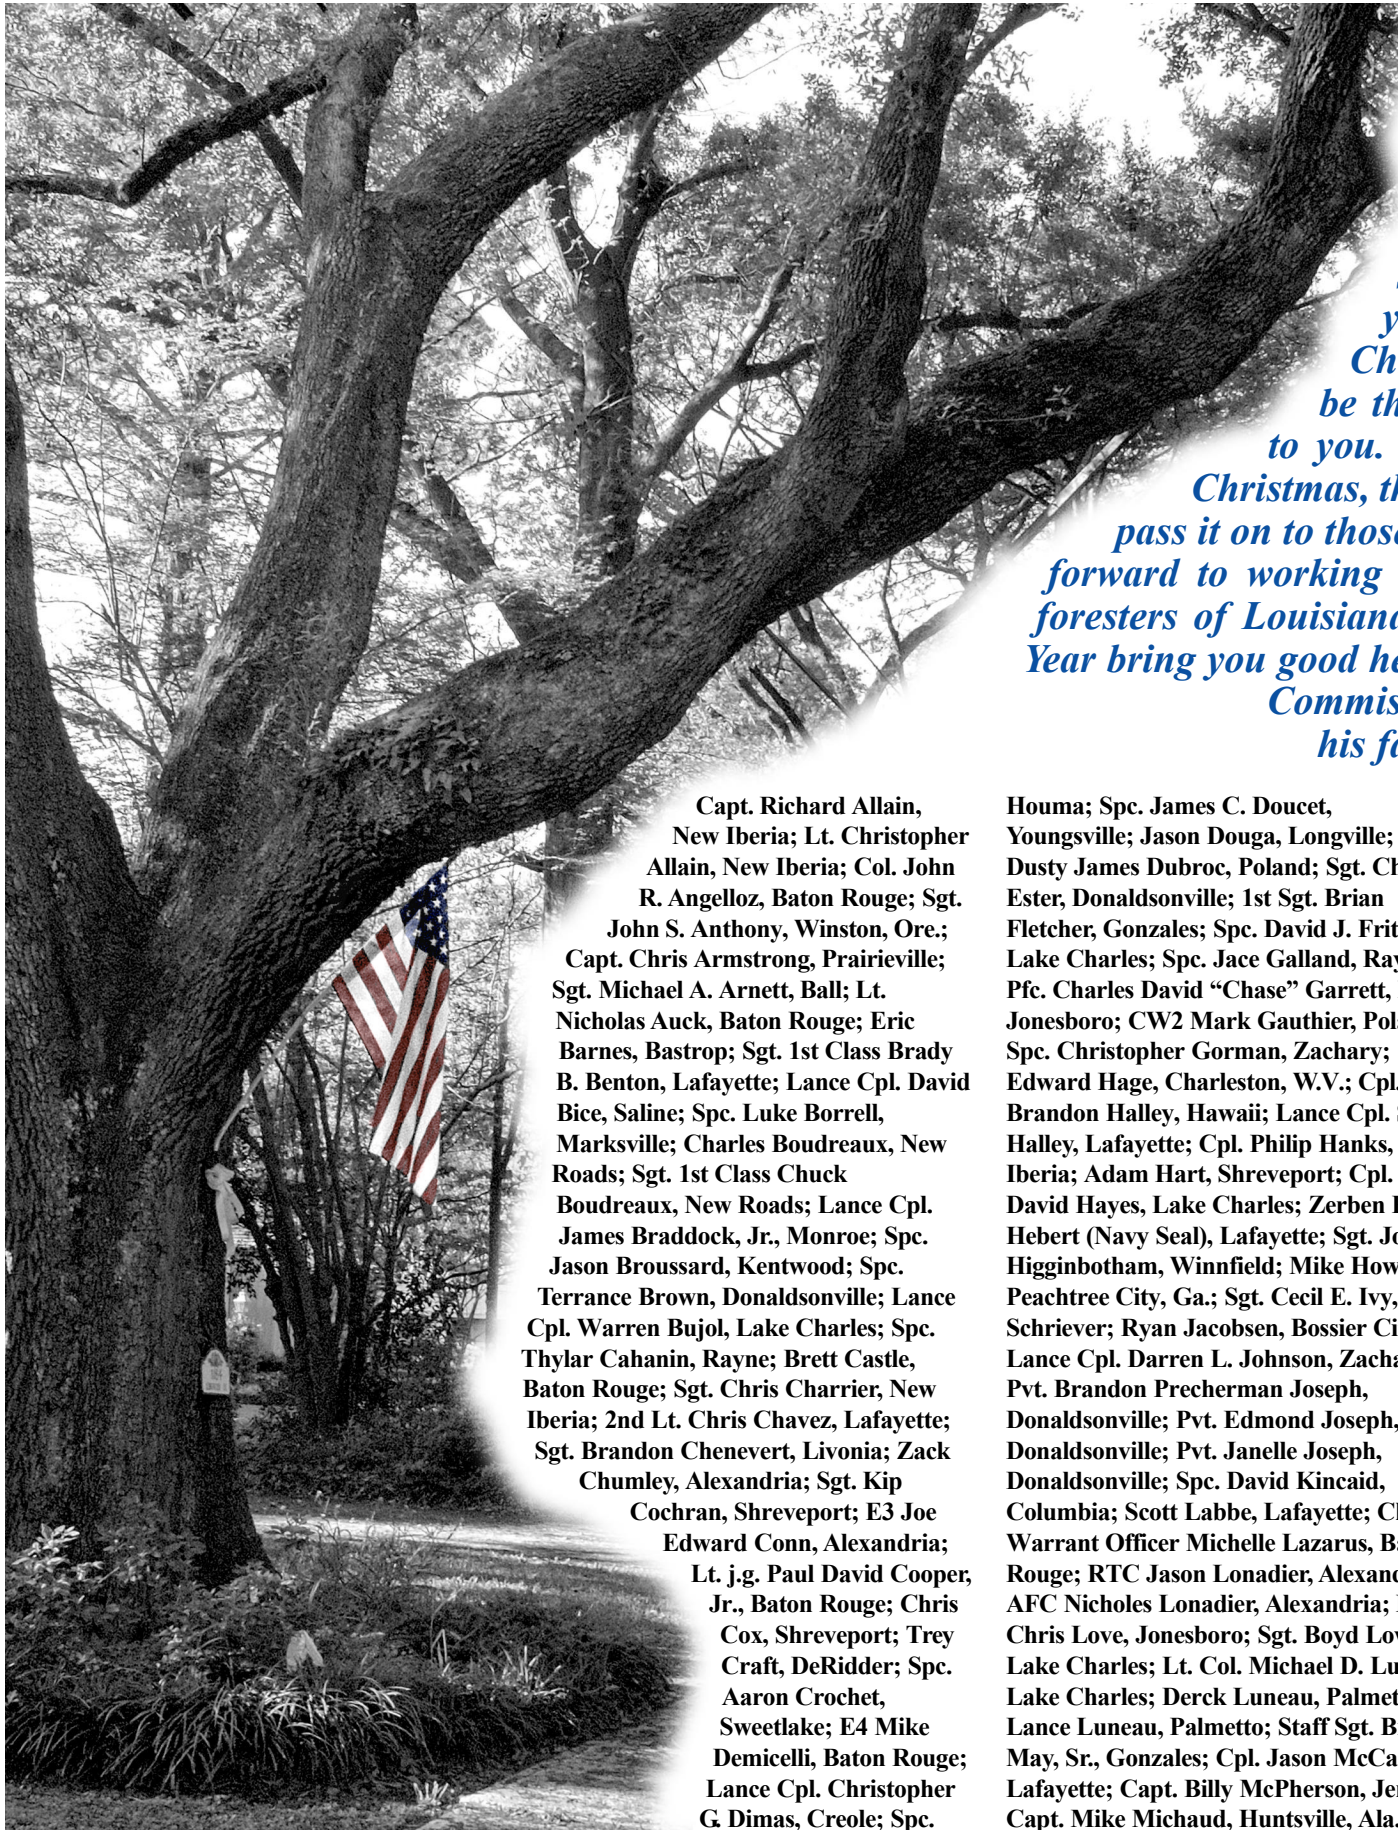 y
Ch
be th
to you.
Christmas, th
pass it on to those
forward to working
foresters of Louisiana
Year bring you good he
Commis
his fa
Capt. Richard Allain,
New Iberia; Lt. Christopher
Allain, New Iberia; Col. John
R. Angelloz, Baton Rouge; Sgt.
John S. Anthony, Winston, Ore.;
Capt. Chris Armstrong, Prairieville;
Sgt. Michael A. Arnett, Ball; Lt.
Nicholas Auck, Baton Rouge; Eric
Barnes, Bastrop; Sgt. 1st Class Brady
B. Benton, Lafayette; Lance Cpl. David
Bice, Saline; Spc. Luke Borrell,
Marksville; Charles Boudreaux, New
Roads; Sgt. 1st Class Chuck
Boudreaux, New Roads; Lance Cpl.
James Braddock, Jr., Monroe; Spc.
Jason Broussard, Kentwood; Spc.
Terrance Brown, Donaldsonville; Lance
Cpl. Warren Bujol, Lake Charles; Spc.
Thylar Cahanin, Rayne; Brett Castle,
Baton Rouge; Sgt. Chris Charrier, New
Iberia; 2nd Lt. Chris Chavez, Lafayette;
Sgt. Brandon Chenevert, Livonia; Zack
Chumley, Alexandria; Sgt. Kip
Cochran, Shreveport; E3 Joe
Edward Conn, Alexandria;
Lt. j.g. Paul David Cooper,
Jr., Baton Rouge; Chris
Cox, Shreveport; Trey
Craft, DeRidder; Spc.
Aaron Crochet,
Sweetlake; E4 Mike
Demicelli, Baton Rouge;
Lance Cpl. Christopher
G. Dimas, Creole; Spc.
Houma; Spc. James C. Doucet,
Youngsville; Jason Douga, Longville;
Dusty James Dubroc, Poland; Sgt. Ch
Ester, Donaldsonville; 1st Sgt. Brian
Fletcher, Gonzales; Spc. David J. Frit
Lake Charles; Spc. Jace Galland, Ray
Pfc. Charles David “Chase” Garrett,
Jonesboro; CW2 Mark Gauthier, Pola
Spc. Christopher Gorman, Zachary;
Edward Hage, Charleston, W.V.; Cpl.
Brandon Halley, Hawaii; Lance Cpl.
Halley, Lafayette; Cpl. Philip Hanks,
Iberia; Adam Hart, Shreveport; Cpl.
David Hayes, Lake Charles; Zerben
Hebert (Navy Seal), Lafayette; Sgt. Jo
Higginbotham, Winnfield; Mike How
Peachtree City, Ga.; Sgt. Cecil E. Ivy,
Schriever; Ryan Jacobsen, Bossier Ci
Lance Cpl. Darren L. Johnson, Zacha
Pvt. Brandon Precherman Joseph,
Donaldsonville; Pvt. Edmond Joseph,
Donaldsonville; Pvt. Janelle Joseph,
Donaldsonville; Spc. David Kincaid,
Columbia; Scott Labbe, Lafayette; Ch
Warrant Officer Michelle Lazarus, Ba
Rouge; RTC Jason Lonadier, Alexand
AFC Nicholes Lonadier, Alexandria;
Chris Love, Jonesboro; Sgt. Boyd Lov
Lake Charles; Lt. Col. Michael D. Lu
Lake Charles; Derck Luneau, Palmet
Lance Luneau, Palmetto; Staff Sgt. B
May, Sr., Gonzales; Cpl. Jason McCa
Lafayette; Capt. Billy McPherson, Jen
Capt. Mike Michaud, Huntsville, Ala.